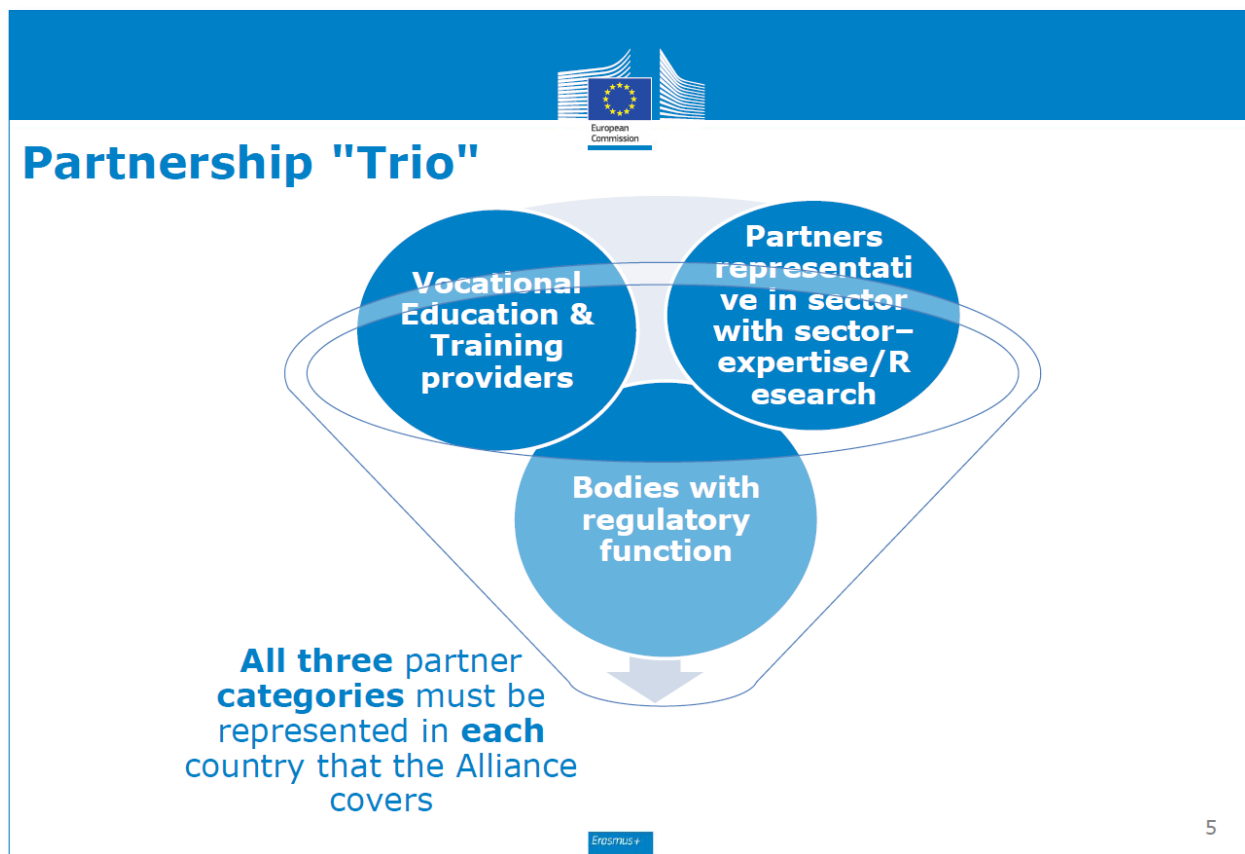 European
Commission
Partnership "Trio"
Vocational
Education &
Training
providers
Partners
representati
ve in sector
with sector–
expertise/R
esearch
Bodies with
regulatory
function
All three partner
categories must be
represented in each
country that the Alliance
covers
Erasmus+
5